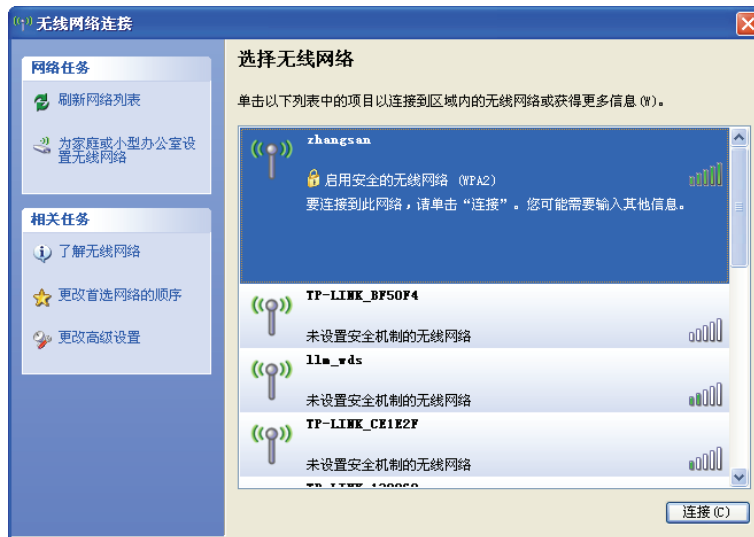 无线网络连接
网络任务
刷新网络列表
为家庭或小型办公室设
置无线网络
相关任务
了解无线网络
更改首选网络的顺序
更改高级设置
选择无线网络
单击以下列表中的项目以连接到区域内的无线网络或获得更多信息(W)。
zhangsan
启用安全的无线网络 (WPA2)
要连接到此网络，请单击“连接”。您可能需要输入其他信息。
TP-LINK_BF50F4
未设置安全机制的无线网络
llm_wds
未设置安全机制的无线网络
TP-LINK_CE1E2F
未设置安全机制的无线网络
连接(C)